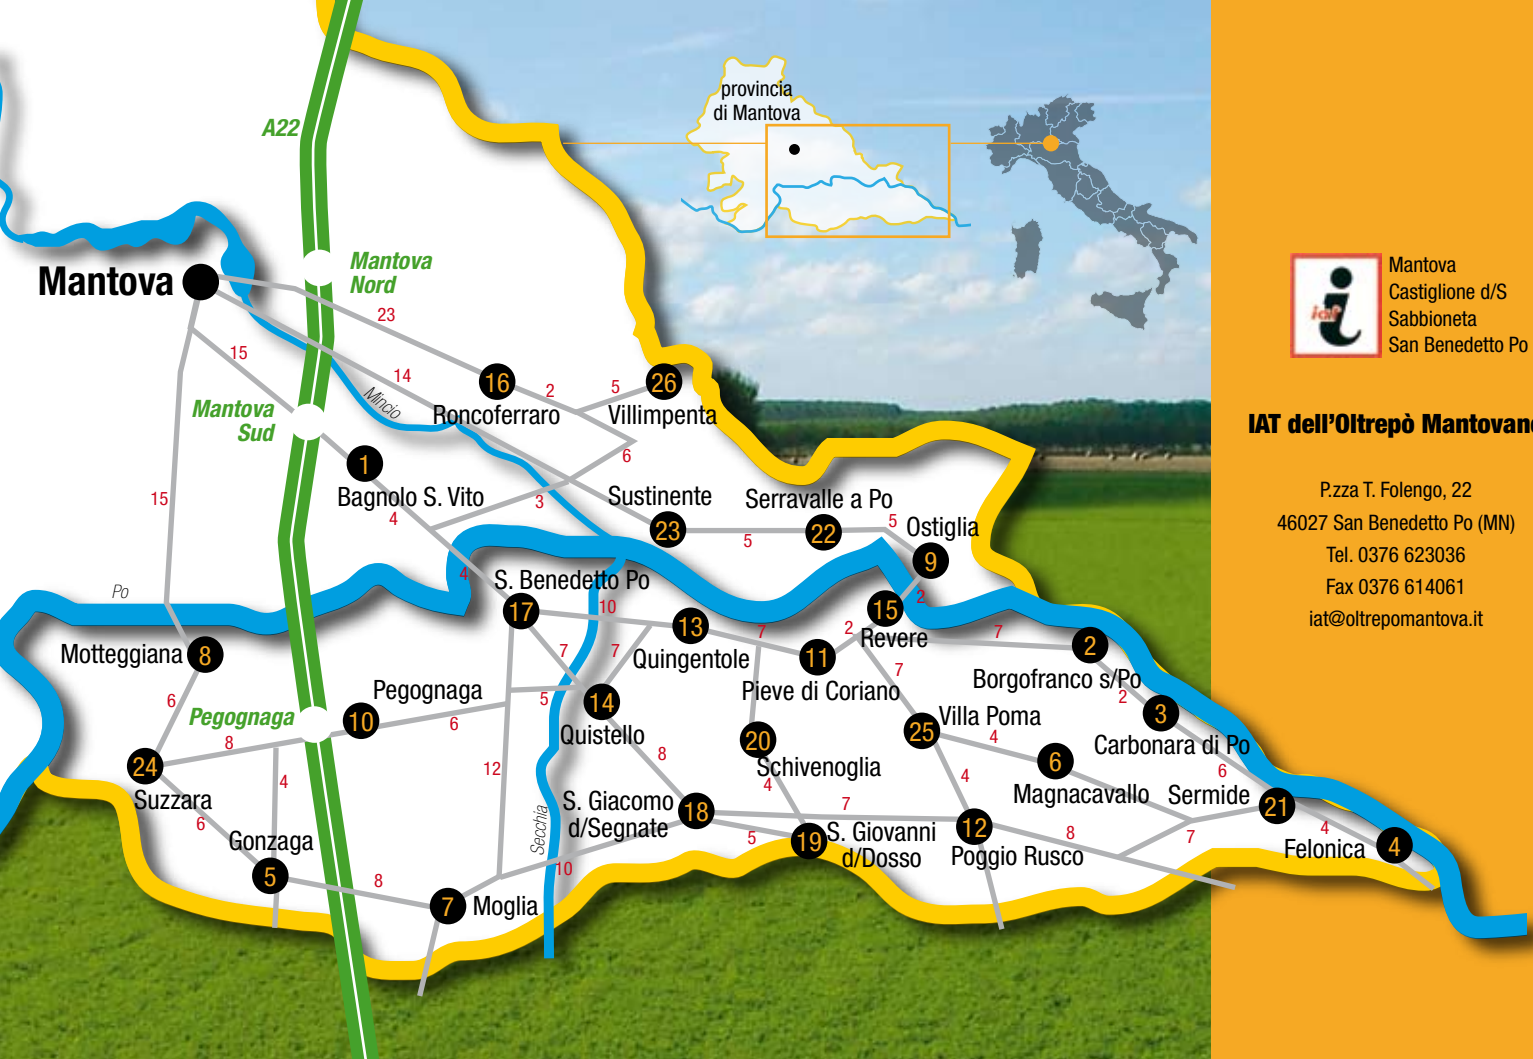 provincia
di Mantova
A22
Mantova
Mantova
Nord
23
15
14
Mincio
16
Roncoferraro
2
5
26
Villimpenta
Mantova
Sud
1
Bagnolo S. Vito
4
15
6
3
Sustinente
23
5
Serravalle a Po
22
5
Ostiglia
9
2
Po
4
S. Benedetto Po
17
10
13
Quingentole
7
7
7
2
15
Revere
11
Pieve di Coriano
7
2
Borgofranco s/Po
2
3
Carbonara di Po
6
7
Motteggiana
8
6
Pegognaga
Pegognaga
10
6
5
14
Quistello
8
8
24
Suzzara
6
4
12
Gonzaga
5
8
7
Moglia
Secchia
10
S. Giacomo
d/Segnate
18
7
5
20
Schivenoglia
4
19
S. Giovanni
d/Dosso
25
Villa Poma
4
4
6
Magnacavallo
12
Poggio Rusco
8
7
Sermide
21
4
Felonica
4
iat
i
Mantova
Castiglione d/S
Sabbioneta
San Benedetto Po
IAT dell'Oltrepò Mantovano
P.zza T. Folengo, 22
46027 San Benedetto Po (MN)
Tel. 0376 623036
Fax 0376 614061
iat@oltrepomantova.it